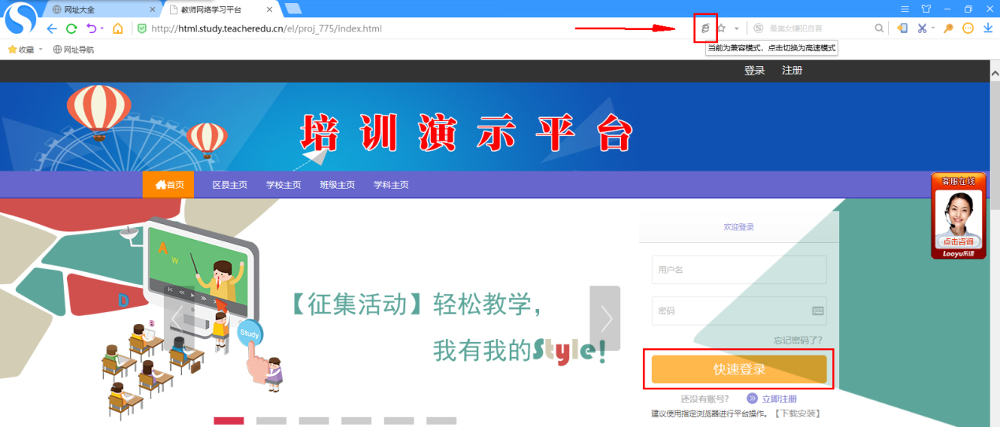 网址大全
教师网络学习平台
http://html.study.teacheredu.cn/el/proj_775/index.html
最美女嫌犯自首
收藏
网址导航
当前为兼容模式，点击切换为高速模式
登录 注册
培训演示平台
首页 区县主页 学校主页 班级主页 学科主页
客服在线
点击咨询
Looyu乐语
欢迎登录
用户名
密码
忘记密码了?
快速登录
还没有账号? 立即注册
建议使用指定浏览器进行平台操作。【下载安装】
A
W
D
B
Study
【征集活动】轻松教学，
我有我的Style!